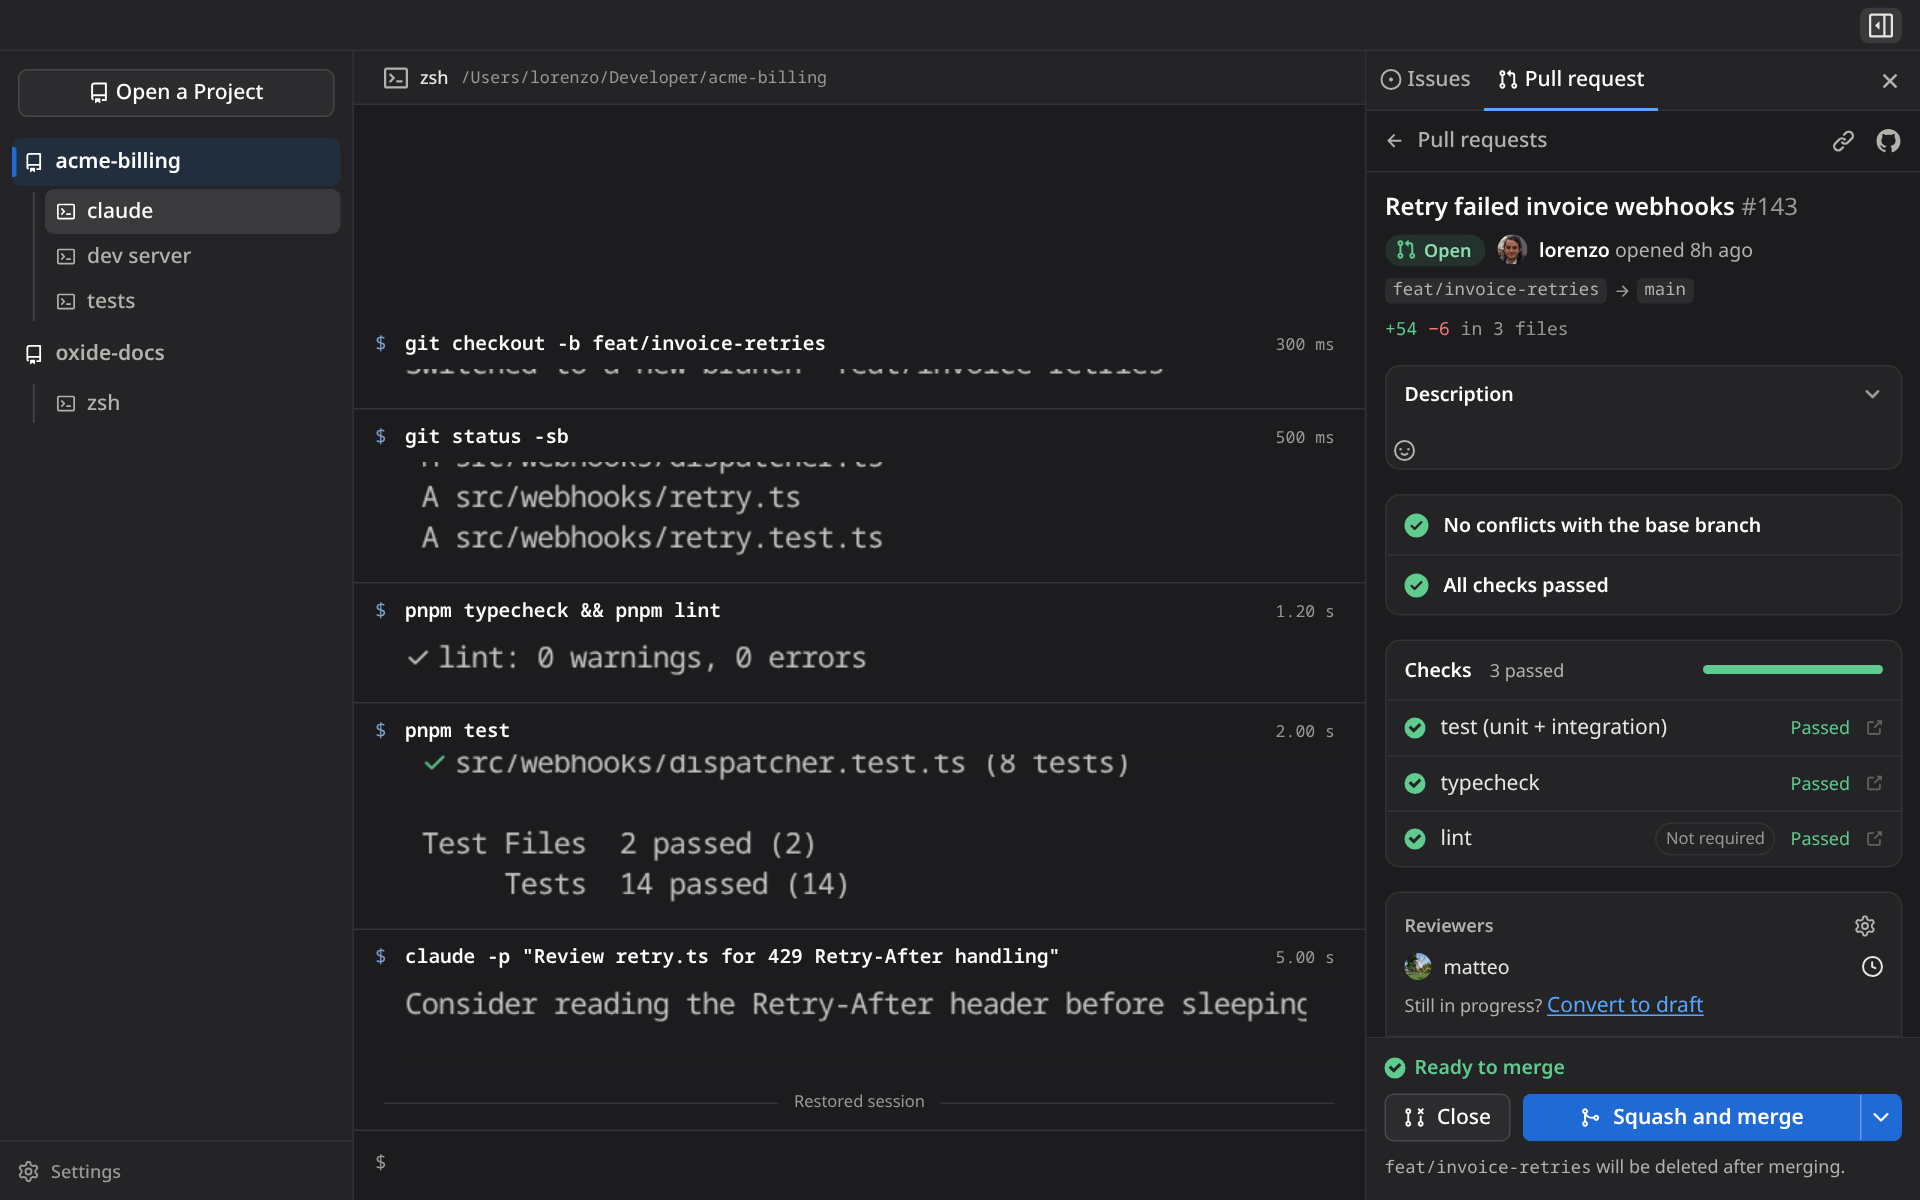 Open a Project
acme-billing
claude
dev server
tests
oxide-docs
zsh
Settings
zsh /Users/lorenzo/Developer/acme-billing
$ git checkout -b feat/invoice-retries 300 ms
$ git status -sb 500 ms
A src/webhooks/retry.ts
A src/webhooks/retry.test.ts
$ pnpm typecheck && pnpm lint 1.20 s
✓ lint: 0 warnings, 0 errors
$ pnpm test 2.00 s
✓ src/webhooks/dispatcher.test.ts (8 tests)
Test Files 2 passed (2)
Tests 14 passed (14)
$ claude -p "Review retry.ts for 429 Retry-After handling" 5.00 s
Consider reading the Retry-After header before sleeping
Restored session
$
Issues
Pull request
Pull requests
Retry failed invoice webhooks #143
Open lorenzo opened 8h ago
feat/invoice-retries → main
+54 −6 in 3 files
Description
No conflicts with the base branch
All checks passed
Checks 3 passed
test (unit + integration) Passed
typecheck Passed
lint Not required Passed
Reviewers
matteo
Still in progress? Convert to draft
Ready to merge
Close
Squash and merge
feat/invoice-retries will be deleted after merging.